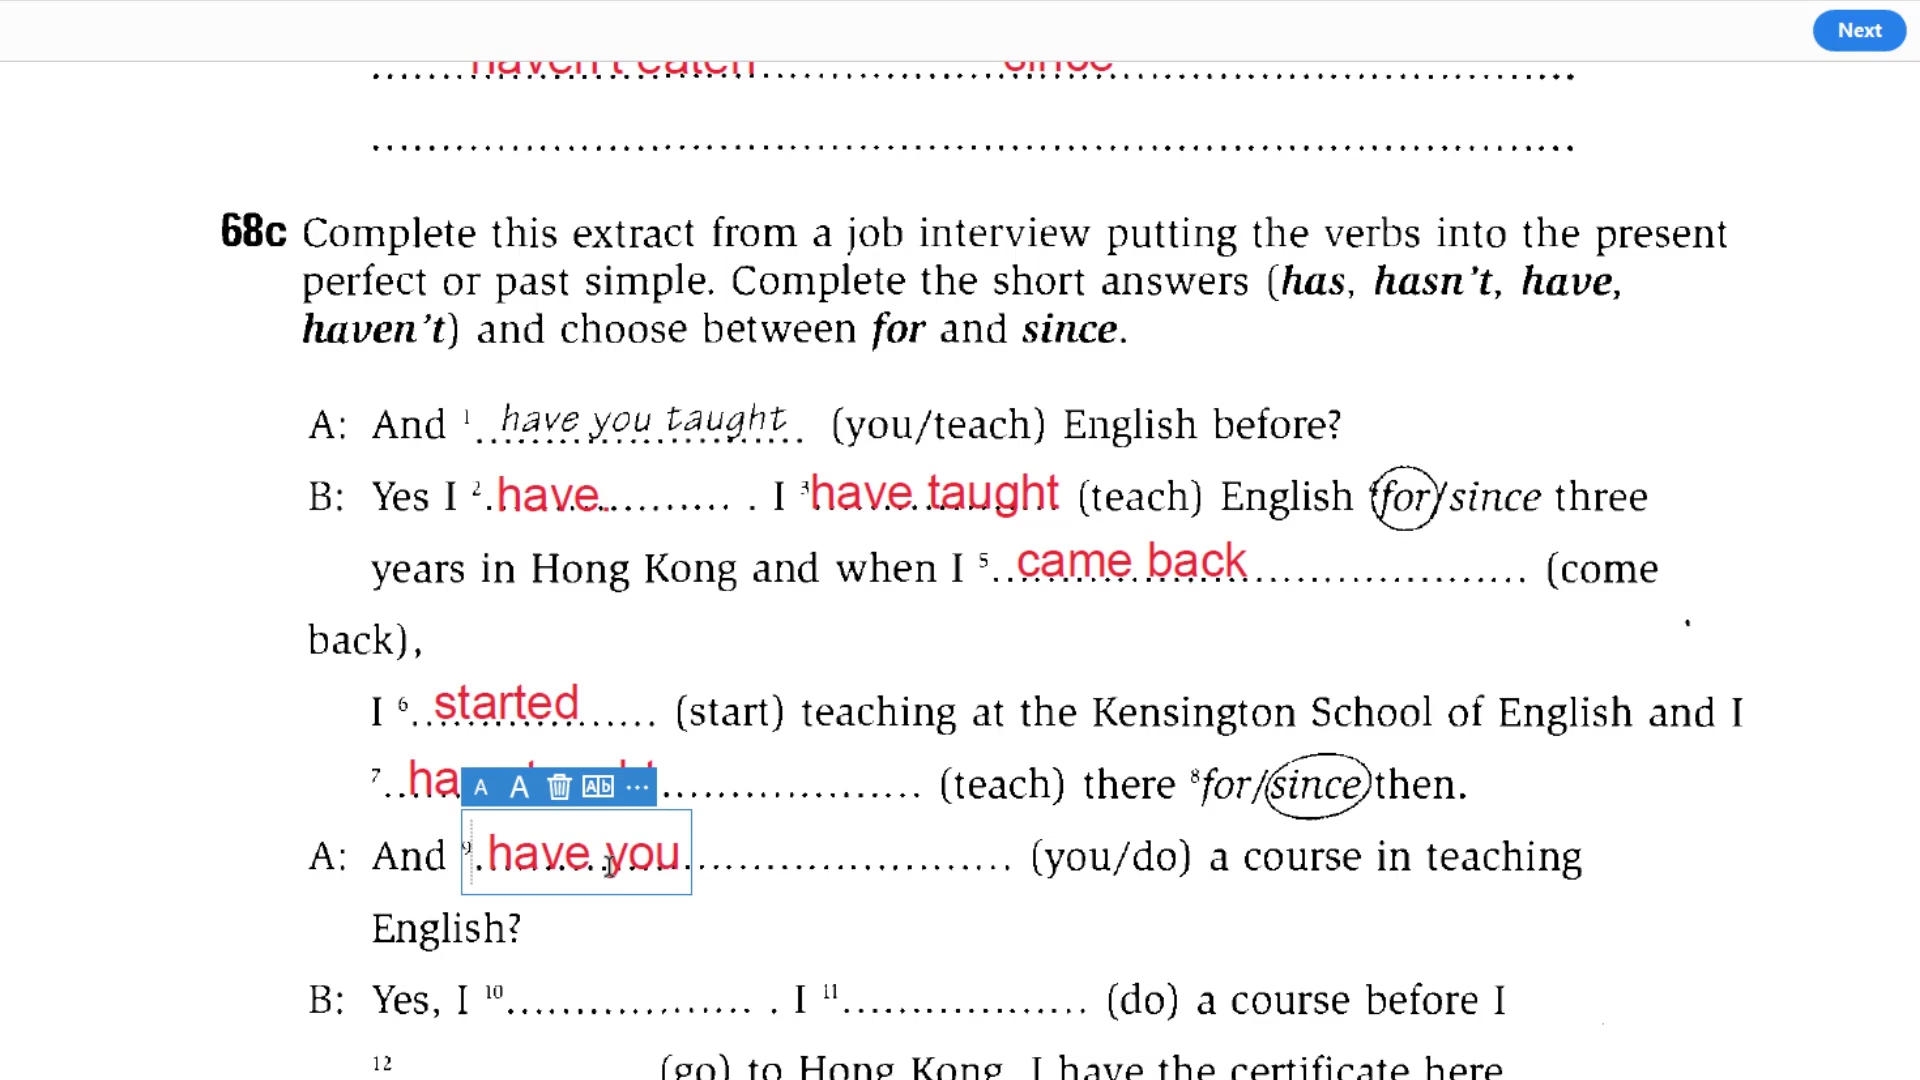 Next
haven't eaten since
68c Complete this extract from a job interview putting the verbs into the present
perfect or past simple. Complete the short answers (has, hasn't, have,
haven't) and choose between for and since.
A: And 1 have you taught (you/teach) English before?
B: Yes I 2 have. . I 3 have taught (teach) English 4 for/since three
years in Hong Kong and when I 5 came back (come
back),
I 6 started (start) teaching at the Kensington School of English and I
7 (teach) there 8 for/since then.
A A Ab ...
A: And 9 have you (you/do) a course in teaching
English?
B: Yes, I 10 . I 11 (do) a course before I
12 (go) to Hong Kong. I have the certificate here